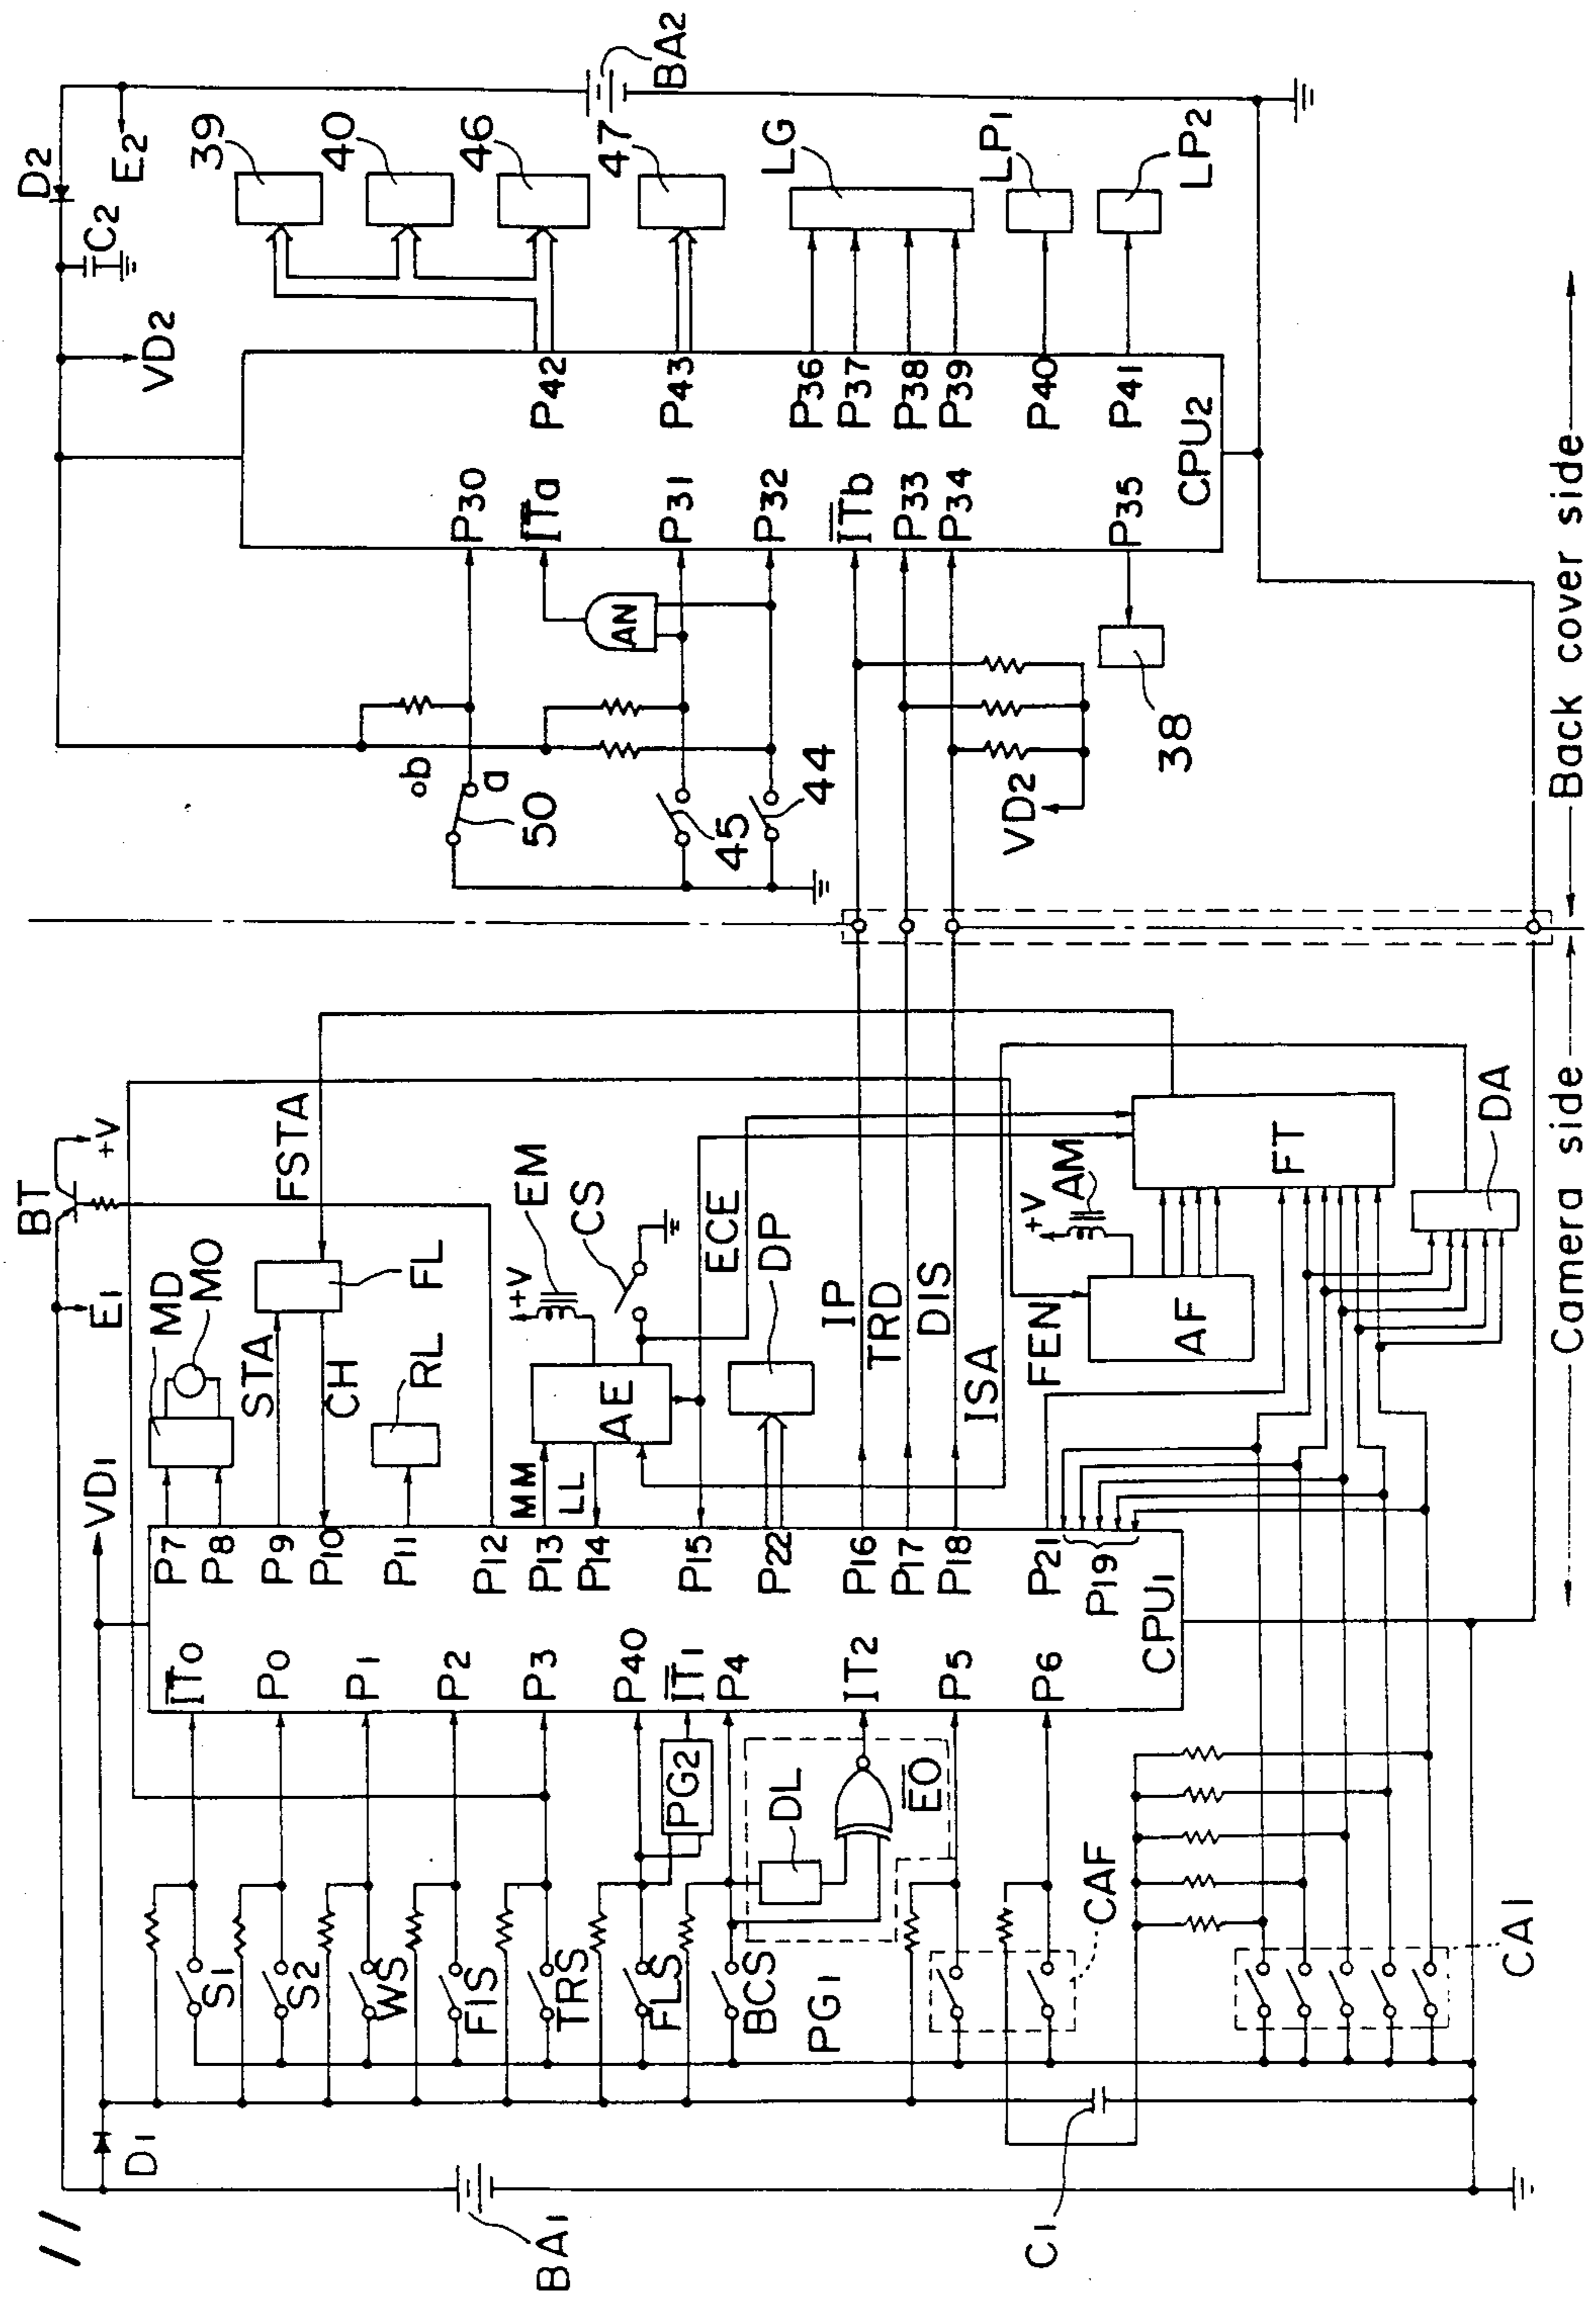 11
BA1
D1
C1
S1
S2
WS
FIS
TRS
FLS
BCS
PG1
CAF
CA1
DL
EO
PG2
IT0
P0
P1
P2
P3
P40
IT1
P4
IT2
P5
P6
CPU1
VD1
P7
P8
P9
P10
P11
P12
P13
P14
P15
P22
P16
P17
P18
P21
P19
E1
BT
+V
MD
MO
STA
CH
FL
FSTA
RL
MM
LL
AE
+V
EM
CS
ECE
DP
IP
TRD
DIS
ISA
FEN
AF
+V
AM
FT
DA
Camera side
Back cover side
b
a
50
45
44
VD2
38
AN
P30
ITa
P31
P32
ITb
P33
P34
P35
CPU2
P42
P43
P36
P37
P38
P39
P40
P41
VD2
C2
D2
E2
39
40
46
47
LG
LP1
LP2
BA2